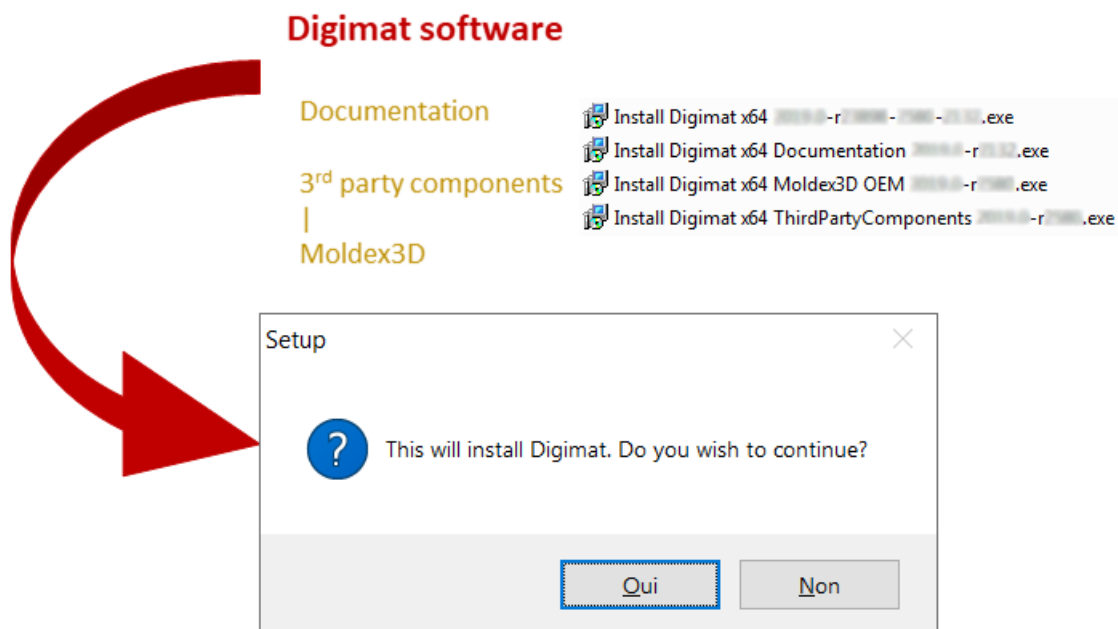 Digimat software
Documentation
3rd party components
|
Moldex3D
Install Digimat x64 -r - - .exe
Install Digimat x64 Documentation -r .exe
Install Digimat x64 Moldex3D OEM -r .exe
Install Digimat x64 ThirdPartyComponents -r .exe
Setup
This will install Digimat. Do you wish to continue?
Oui
Non